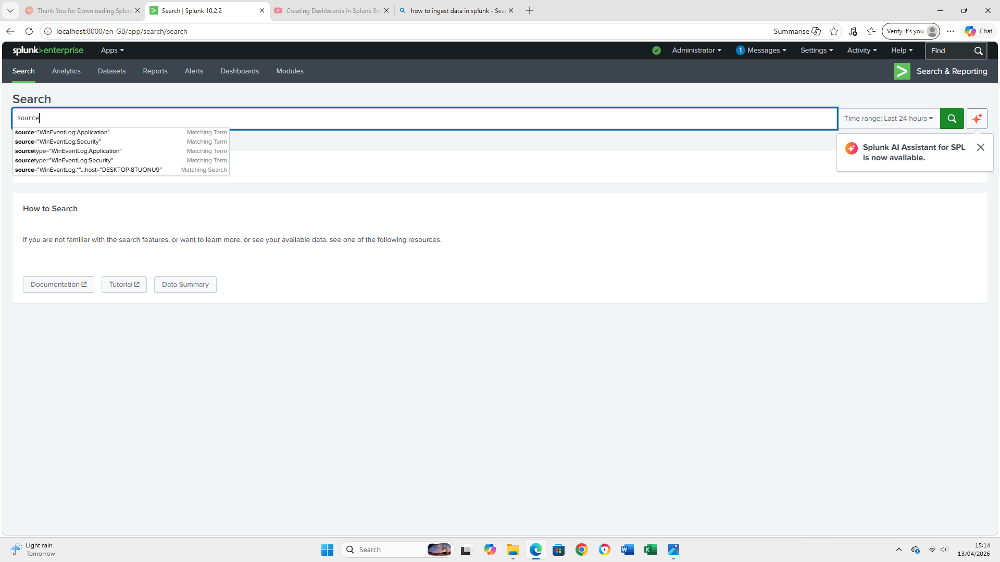 Thank You for Downloading Splun
Search | Splunk 10.2.2
Creating Dashboards in Splunk En
how to ingest data in splunk - Sea
localhost:8000/en-GB/app/search/search
Summarise
Verify it's you
Chat
splunk>enterprise
Apps
Administrator
1
Messages
Settings
Activity
Help
Find
Search
Analytics
Datasets
Reports
Alerts
Dashboards
Modules
Search & Reporting
Search
source
Time range: Last 24 hours
source="WinEventLog:Application" Matching Term
source="WinEventLog:Security" Matching Term
sourcetype="WinEventLog:Application" Matching Term
sourcetype="WinEventLog:Security" Matching Term
source="WinEventLog:*"...host="DESKTOP-8TUONU9" Matching Search
Splunk AI Assistant for SPL
is now available.
How to Search
If you are not familiar with the search features, or want to learn more, or see your available data, see one of the following resources.
Documentation
Tutorial
Data Summary
Light rain
Tomorrow
Search
15:14
13/04/2026